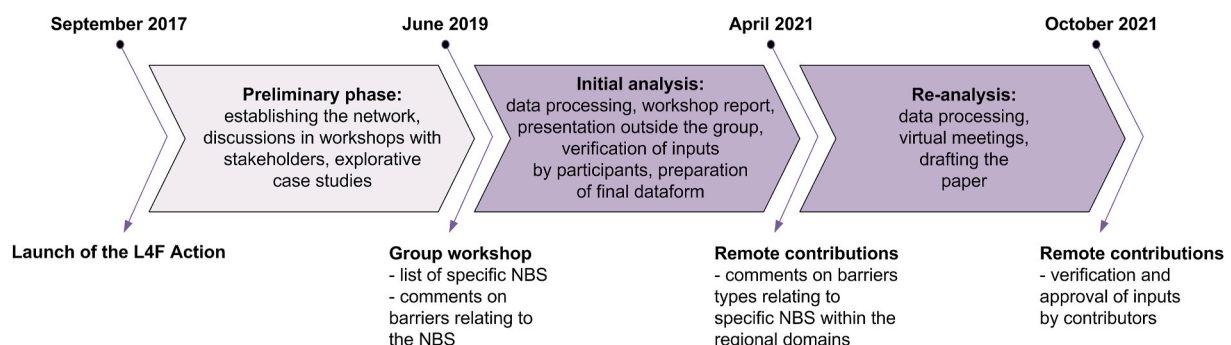 September 2017
June 2019
April 2021
October 2021
Preliminary phase:
establishing the network,
discussions in workshops with
stakeholders, explorative
case studies
Initial analysis:
data processing, workshop report,
presentation outside the group,
verification of inputs
by participants, preparation
of final dataform
Re-analysis:
data processing,
virtual meetings,
drafting the
paper
Launch of the L4F Action
Group workshop
- list of specific NBS
- comments on
barriers relating to
the NBS
Remote contributions
- comments on barriers
types relating to
specific NBS within the
regional domains
Remote contributions
- verification and
approval of inputs
by contributors